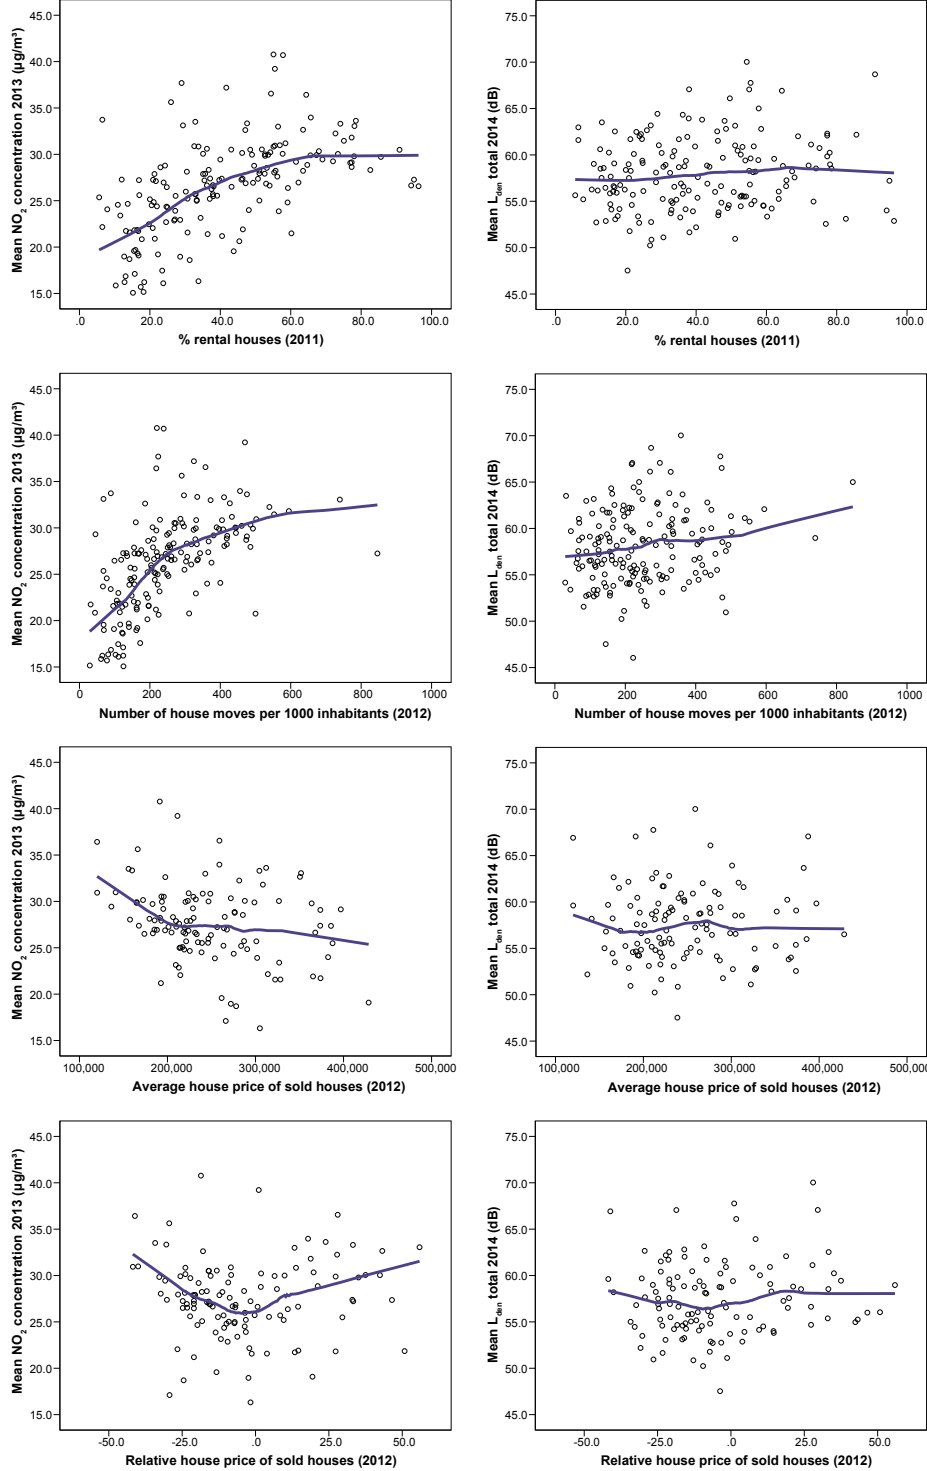 45.0
40.0
35.0
30.0
25.0
20.0
15.0
Mean NO2 concentration 2013 (µg/m³)
.0 20.0 40.0 60.0 80.0 100.0
% rental houses (2011)
75.0
70.0
65.0
60.0
55.0
50.0
45.0
Mean Lden total 2014 (dB)
.0 20.0 40.0 60.0 80.0 100.0
% rental houses (2011)
45.0
40.0
35.0
30.0
25.0
20.0
15.0
Mean NO2 concentration 2013 (µg/m³)
0 200 400 600 800 1000
Number of house moves per 1000 inhabitants (2012)
75.0
70.0
65.0
60.0
55.0
50.0
45.0
Mean Lden total 2014 (dB)
0 200 400 600 800 1000
Number of house moves per 1000 inhabitants (2012)
45.0
40.0
35.0
30.0
25.0
20.0
15.0
Mean NO2 concentration 2013 (µg/m³)
100,000 200,000 300,000 400,000 500,000
Average house price of sold houses (2012)
75.0
70.0
65.0
60.0
55.0
50.0
45.0
Mean Lden total 2014 (dB)
100,000 200,000 300,000 400,000 500,000
Average house price of sold houses (2012)
45.0
40.0
35.0
30.0
25.0
20.0
15.0
Mean NO2 concentration 2013 (µg/m³)
-50.0 -25.0 .0 25.0 50.0
Relative house price of sold houses (2012)
75.0
70.0
65.0
60.0
55.0
50.0
45.0
Mean Lden total 2014 (dB)
-50.0 -25.0 .0 25.0 50.0
Relative house price of sold houses (2012)